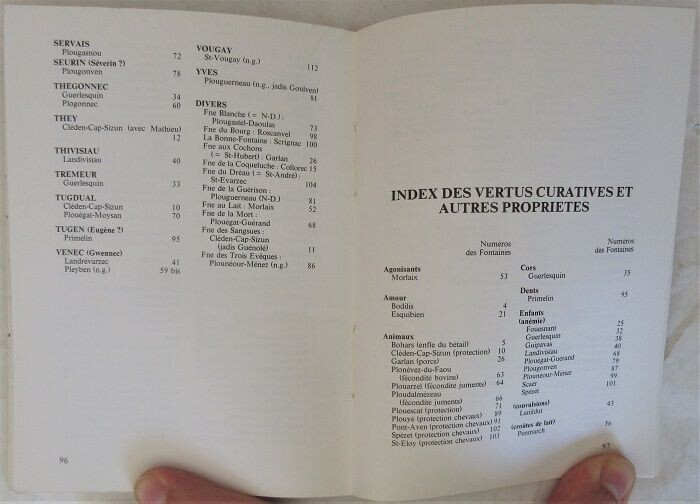 SERVAIS
Plougasnou 72
SEURIN (Séverin ?)
Plougonven 78
THEGONNEC
Guerlesquin 34
Plogonnec 60
THEY
Cléden-Cap-Sizun (avec Mathieu)
12
THIVISIAU
Landivisiau 40
TREMEUR
Guerlesquin 33
TUGDUAL
Cléden-Cap-Sizun 10
Plouégat-Moysan 70
TUGEN (Eugène ?)
Primelin 95
VENEC (Gwennec)
Landrévarzec 41
Pleyben (n.g.) 59 bis
VOUGAY
St-Vougay (n.g.)
112
YVES
Plouguerneau (n.g., jadis Goulven)
81
DIVERS
Fne Blanche (= N-D.) :
Plougastel-Daoulas 73
Fne du Bourg : Roscanvel 98
La Bonne-Fontaine : Scrignac 100
Fne aux Cochons
(= St-Hubert) : Garlan 26
Fne de la Coqueluche : Collorec 15
Fne du Dréau (= St-André) :
St-Evarzec 104
Fne de la Guérison :
Plouguerneau (N-D.) 81
Fne au Lait : Morlaix 52
Fne de la Mort :
Plouégat-Guérand 68
Fne des Sangsues :
Cléden-Cap-Sizun
(jadis Guénolé) 11
Fne des Trois Evêques :
Plounéour-Ménez (n.g.) 86
96
INDEX DES VERTUS CURATIVES ET
AUTRES PROPRIETES
Numéros
des Fontaines
Agonisants
Morlaix 53
Amour
Bodilis 4
Esquibien 21
Animaux
Bohars (enfle du bétail) 5
Cléden-Cap-Sizun (protection) 10
Garlan (porcs) 26
Plonévez-du-Faou
(fécondité bovins) 63
Plouarzel (fécondité juments) 64
Ploudalmézeau
(fécondité juments) 66
Plouescat (protection) 71
Plouyé (protection chevaux) 89
Pont-Aven (protection chevaux) 91
Spézet (protection chevaux) 102
St-Eloy (protection chevaux) 103
Numéros
des Fontaines
Cors
Guerlesquin 35
Dents
Primelin 95
Enfants
(anémie)
Fouesnant 25
Guerlesquin 32
Guipavas 38
Landivisiau 40
Plouégat-Guérand 68
Plougonven 79
Plounéour-Ménez 87
Scaër 99
Spézet 101
(convulsions)
Lanildut 43
(croûtes de lait)
Penmarch 56
97